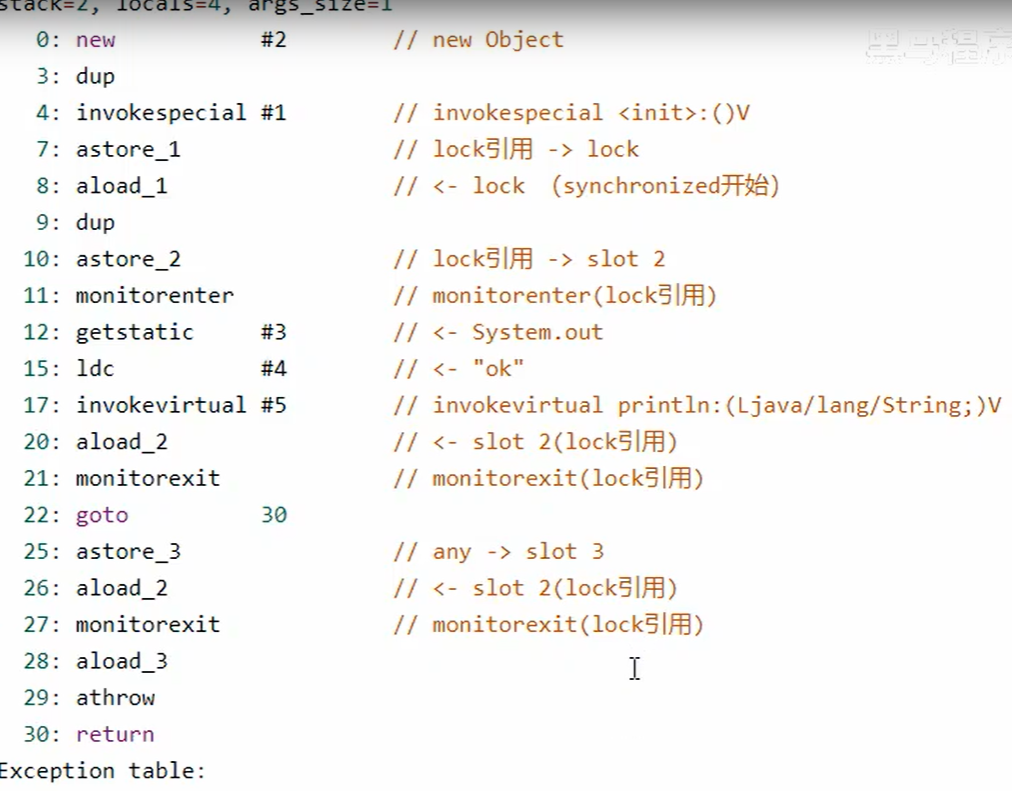 stack=2, locals=4, args_size=1
0: new #2 // new Object
3: dup
4: invokespecial #1 // invokespecial <init>:()V
7: astore_1 // lock引用 -> lock
8: aload_1 // <- lock （synchronized开始）
9: dup
10: astore_2 // lock引用 -> slot 2
11: monitorenter // monitorenter(lock引用)
12: getstatic #3 // <- System.out
15: ldc #4 // <- "ok"
17: invokevirtual #5 // invokevirtual println:(Ljava/lang/String;)V
20: aload_2 // <- slot 2(lock引用)
21: monitorexit // monitorexit(lock引用)
22: goto 30
25: astore_3 // any -> slot 3
26: aload_2 // <- slot 2(lock引用)
27: monitorexit // monitorexit(lock引用)
28: aload_3
29: athrow
30: return
Exception table:
黑马程序